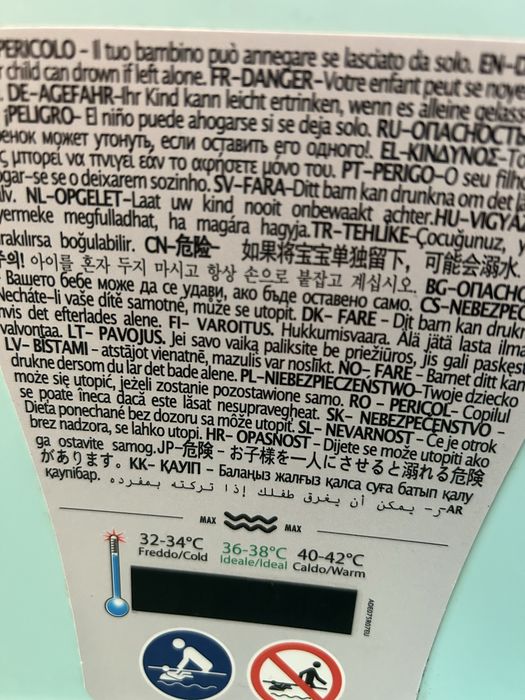 PERICOLO - Il tuo bambino può annegare se lasciato da solo. EN-D
child can drown if left alone. FR-DANGER-Votre enfant peut se noye
DE-AGEFAHR-Ihr Kind kann leicht ertrinken, wenn es alleine gelass
¡PELIGRO- El niño puede ahogarse si se deja solo. RU-ОПАСНОСТЬ
енок может утонуть, если оставить его одного!. EL-ΚΙΝΔΥΝΟΣ-Το
ς μπορεί να πνιγεί εάν το αφήσετε μόνο του. PT-PERIGO-O seu filho
ogar-se se o deixarem sozinho. SV-FARA-Ditt barn kan drunkna om det lä
lv. NL-OPGELET-Laat uw kind nooit onbewaakt achter.HU-VIGYÁZ
yermeke megfulladhat, ha magára hagyja.TR-TEHLİKE-Çocuğunuz, y
rakılırsa boğulabilir. CN-危险- 如果将宝宝单独留下，可能会溺水.
주의! 아이를 혼자 두지 마시고 항상 손으로 붙잡고 계십시오. BG-ОПАСНО
- Вашето бебе може да се удави, ако бъде оставено само. CS-NEBEZPEČ
Necháte-li vaše dítě samotné, může se utopit. DK- FARE - Dit barn kan drukn
hvis det efterlades alene. FI- VAROITUS. Hukkumisvaara. Älä jätä lasta ilma
valvontaa. LT- PAVOJUS. Jei savo vaiką paliksite be priežiūros, jis gali paskęst
LV- BĪSTAMI - atstājot vienatnē, mazulis var noslīkt. NO- FARE - Barnet ditt kan
drukne dersom du lar det bade alene. PL-NIEBEZPIECZEŃSTWO-Twoje dziecko
może się utopić, jeżeli zostanie pozostawione samo. RO - PERICOL- Copilul
se poate îneca dacă este lăsat nesupravegheat. SK- NEBEZPEČENSTVO -
Dieťa ponechané bez dozoru sa môže utopiť. SL- NEVARNOST - Če je otrok
brez nadzora, se lahko utopi. HR- OPASNOST - Dijete se može utopiti ako
ga ostavite samog.JP-危険 - お子様を一人にさせると溺れる危険
があります。KK- ҚАУІП - Балаңыз жалғыз қалса суға батып қалу
қаупібар. AR-ر- يمكن أن يغرق طفلك إذا تركته بمفرده
MAX MAX
32-34°C 36-38°C 40-42°C
Freddo/Cold Ideale/Ideal Caldo/Warm